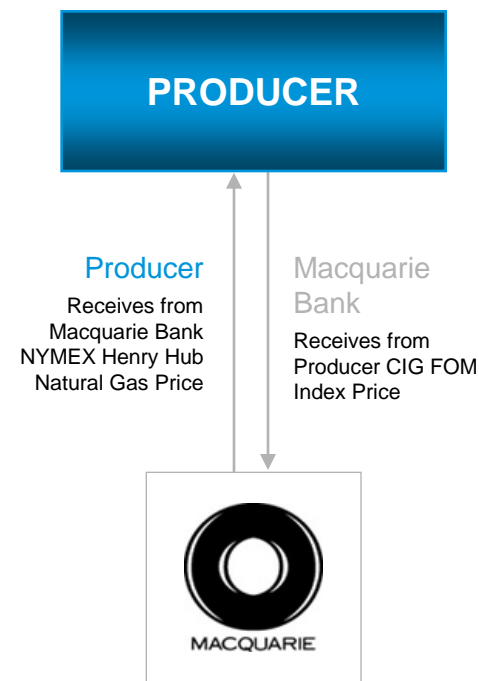 PRODUCER
Producer
Receives from
Macquarie Bank
NYMEX Henry Hub
Natural Gas Price
Macquarie
Bank
Receives from
Producer CIG FOM
Index Price
MACQUARIE